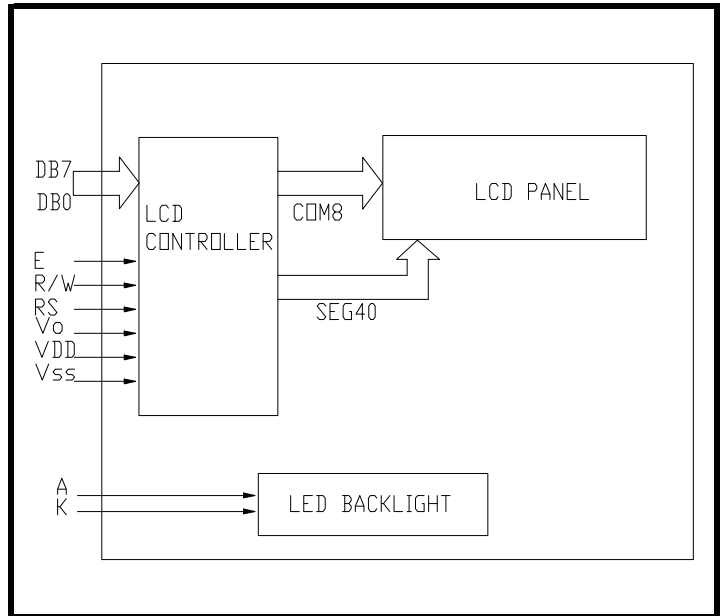 DB7
DB0
LCD
CONTROLLER
COM8
LCD PANEL
E
R/W
RS
Vo
VDD
Vss
SEG40
A
K
LED BACKLIGHT